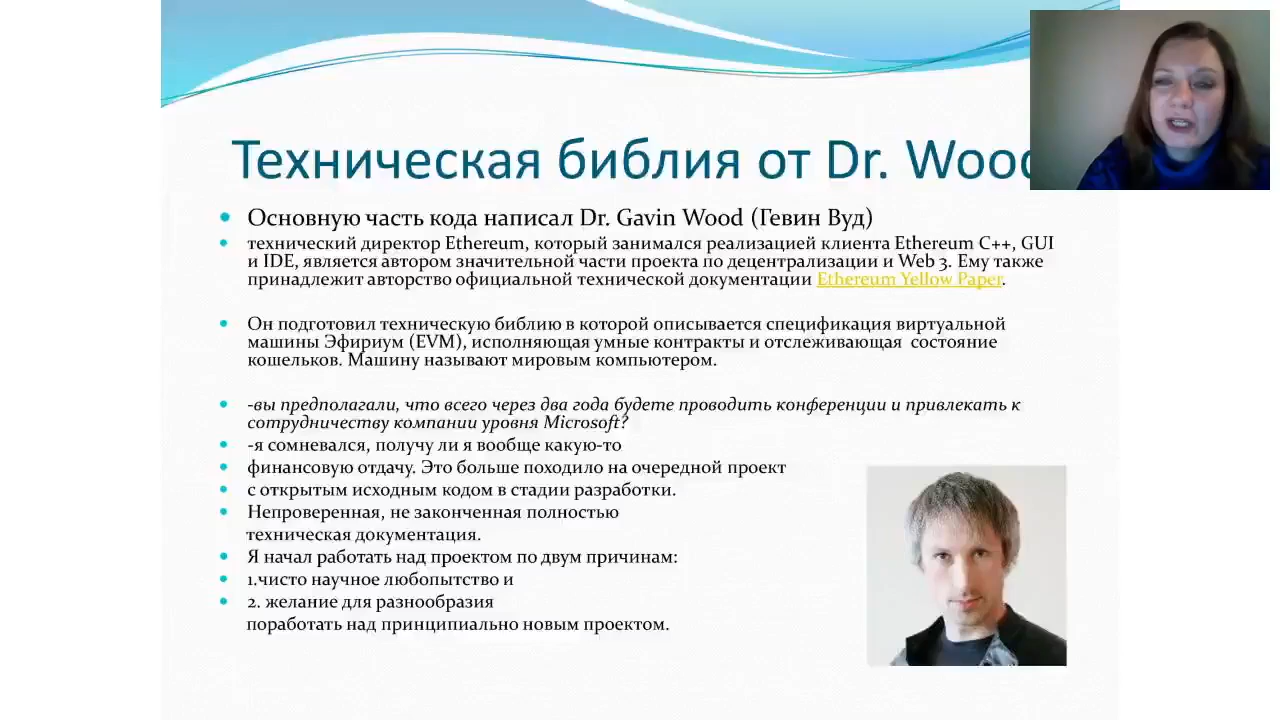 Техническая библия от Dr. Wood
Основную часть кода написал Dr. Gavin Wood (Гевин Вуд)
технический директор Ethereum, который занимался реализацией клиента Ethereum C++, GUI
и IDE, является автором значительной части проекта по децентрализации и Web 3. Ему также
принадлежит авторство официальной технической документации Ethereum Yellow Paper.
Он подготовил техническую библию в которой описывается спецификация виртуальной
машины Эфириум (EVM), исполняющая умные контракты и отслеживающая состояние
кошельков. Машину называют мировым компьютером.
-вы предполагали, что всего через два года будете проводить конференции и привлекать к
сотрудничеству компании уровня Microsoft?
-я сомневался, получу ли я вообще какую-то
финансовую отдачу. Это больше походило на очередной проект
с открытым исходным кодом в стадии разработки.
Непроверенная, не законченная полностью
техническая документация.
Я начал работать над проектом по двум причинам:
1.чисто научное любопытство и
2. желание для разнообразия
поработать над принципиально новым проектом.